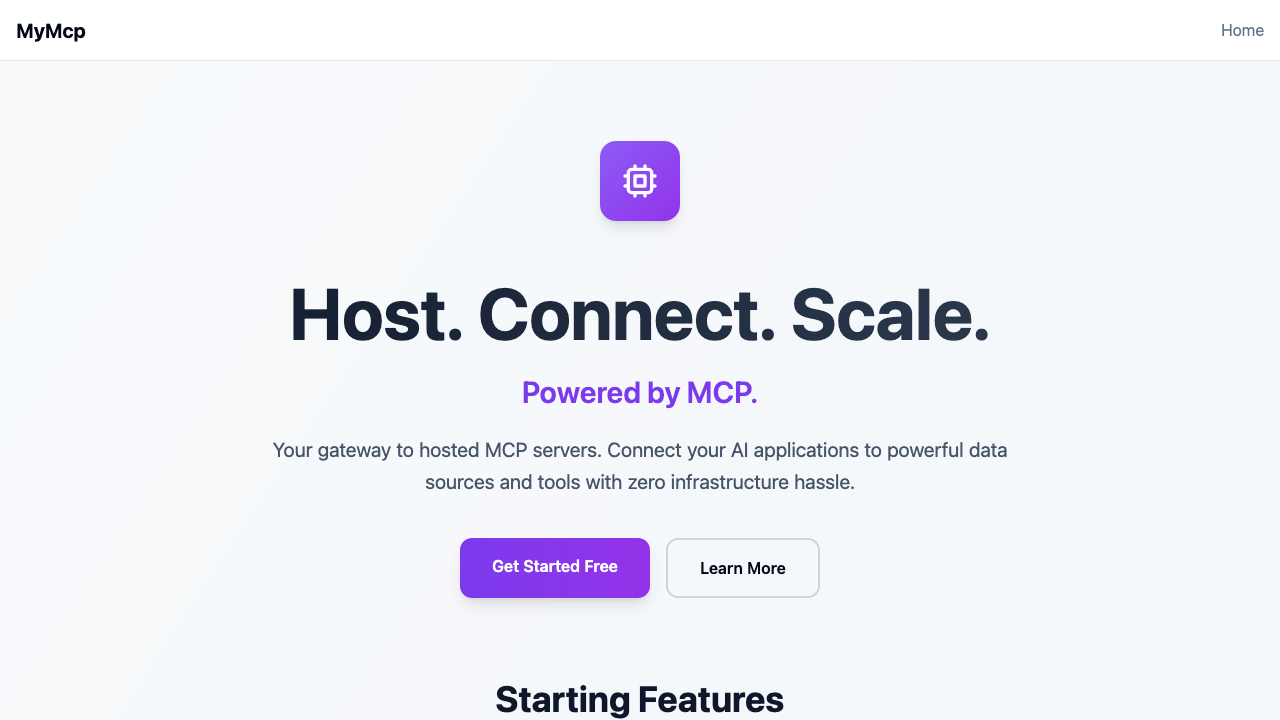 MyMcp
Home
Host. Connect. Scale.
Powered by MCP.
Your gateway to hosted MCP servers. Connect your AI applications to powerful data
sources and tools with zero infrastructure hassle.
Get Started Free
Learn More
Starting Features